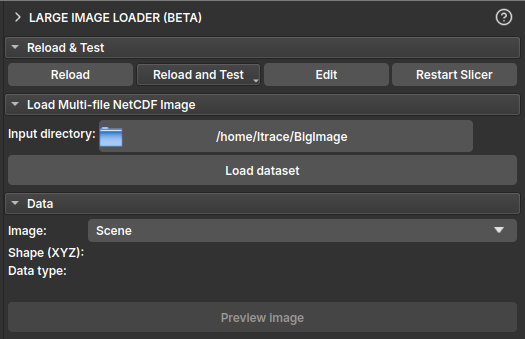 LARGE IMAGE LOADER (BETA) ?
Reload & Test
Reload Reload and Test Edit Restart Slicer
Load Multi-file NetCDF Image
Input directory: /home/ltrace/BigImage
Load dataset
Data
Image: Scene
Shape (XYZ):
Data type:
Preview image